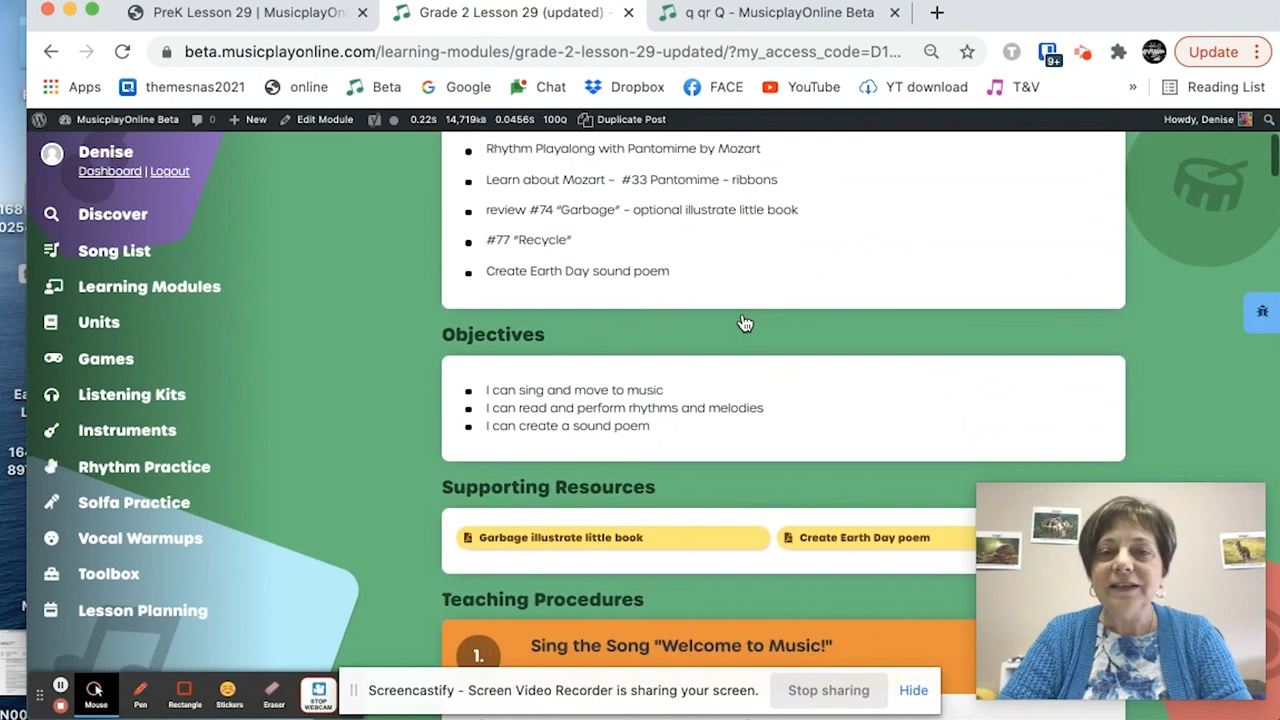 PreK Lesson 29 | MusicplayOnl
Grade 2 Lesson 29 (updated) -
q qr Q - MusicplayOnline Beta
beta.musicplayonline.com/learning-modules/grade-2-lesson-29-updated/?my_access_code=D1...
9+
Update
Apps
themesnas2021
online
Beta
Google
Chat
Dropbox
FACE
YouTube
YT download
T&V
»
Reading List
MusicplayOnline Beta
0
New
Edit Module
0.22s 14,719kB 0.0456s 100Q
Duplicate Post
Howdy, Denise
Denise
Dashboard | Logout
Discover
Song List
Learning Modules
Units
Games
Listening Kits
Instruments
Rhythm Practice
Solfa Practice
Vocal Warmups
Toolbox
Lesson Planning
Rhythm Playalong with Pantomime by Mozart
Learn about Mozart – #33 Pantomime – ribbons
review #74 “Garbage” – optional illustrate little book
#77 “Recycle”
Create Earth Day sound poem
Objectives
I can sing and move to music
I can read and perform rhythms and melodies
I can create a sound poem
Supporting Resources
Garbage illustrate little book
Create Earth Day poem
Teaching Procedures
1.
Sing the Song "Welcome to Music!"
Mouse
Pen
Rectangle
Stickers
Eraser
STOP
WEBCAM
Screencastify - Screen Video Recorder is sharing your screen.
Stop sharing
Hide